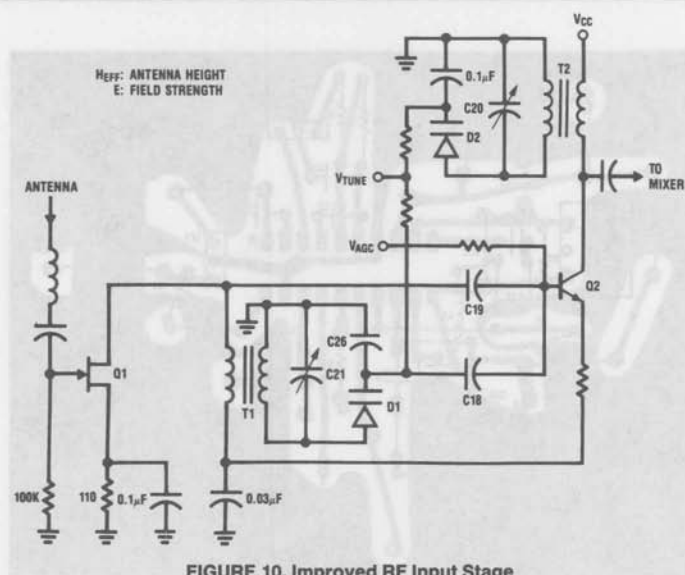 VCC
HEFF: ANTENNA HEIGHT
E: FIELD STRENGTH
0.1µF
C20
T2
D2
VTUNE
TO
MIXER
ANTENNA
VAGC
C19
Q2
Q1
C26
C21
T1
D1
C18
100K
110
0.1µF
0.03µF
FIGURE 10. Improved RF Input Stage